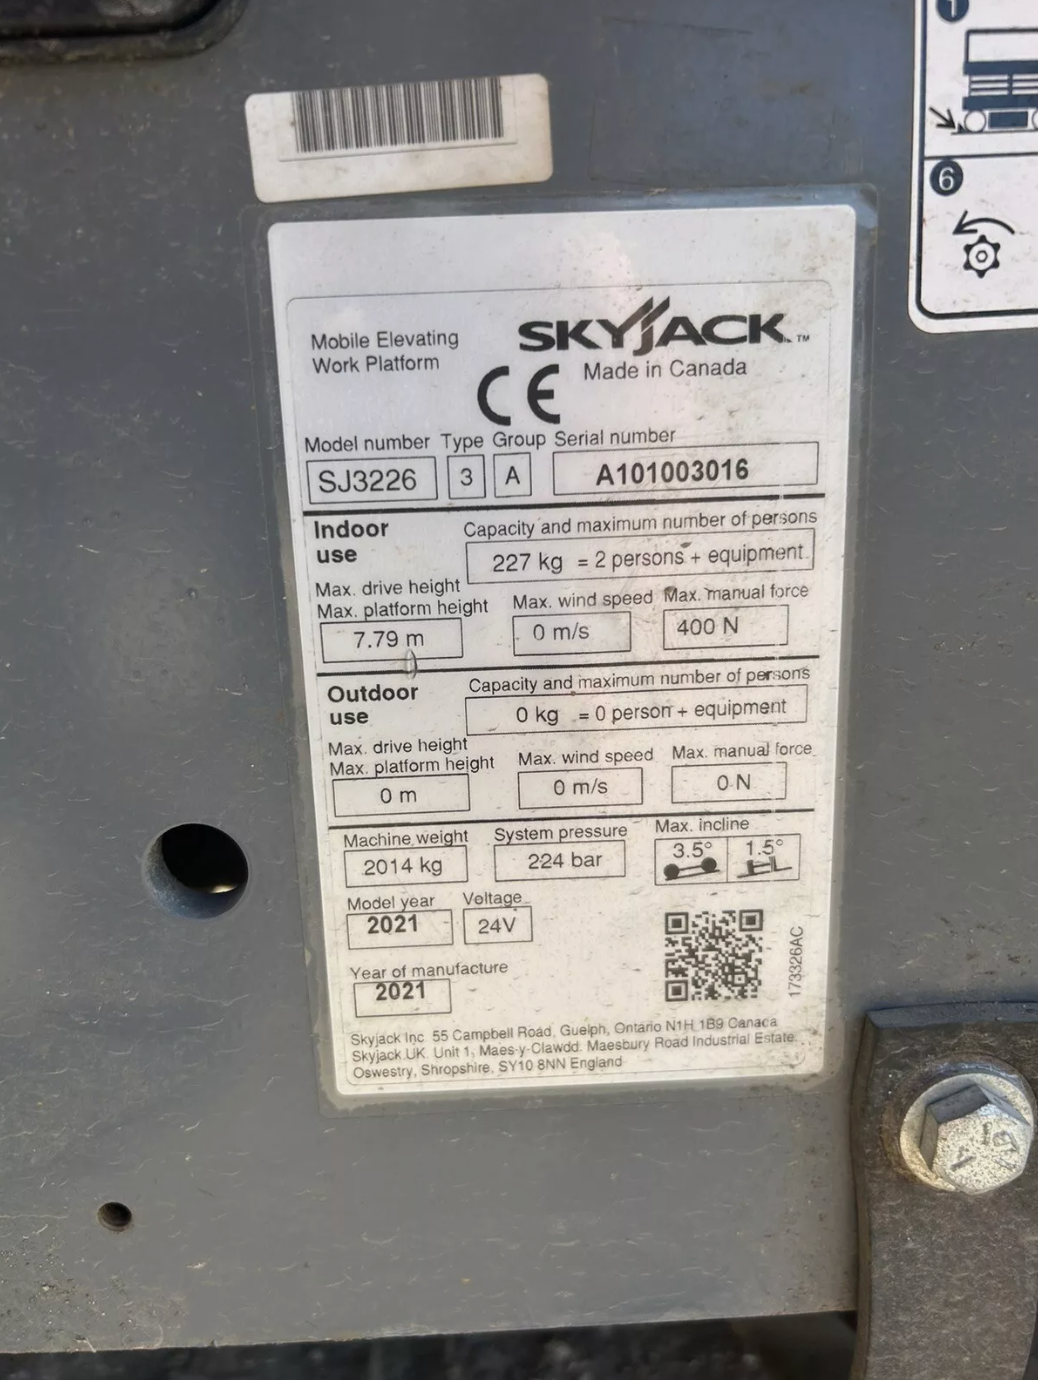 1
6
Mobile Elevating
Work Platform
SKYJACK™
Made in Canada
CE
Model number Type Group Serial number
SJ3226 3 A A101003016
Indoor
use
Capacity and maximum number of persons
227 kg = 2 persons + equipment
Max. drive height
Max. platform height Max. wind speed Max. manual force
7.79 m 0 m/s 400 N
Outdoor
use
Capacity and maximum number of persons
0 kg = 0 person + equipment
Max. drive height
Max. platform height Max. wind speed Max. manual force
0 m 0 m/s 0 N
Machine weight System pressure Max. incline
2014 kg 224 bar 3.5° 1.5°
Model year Voltage
2021 24V
Year of manufacture
2021
173326AC
Skyjack Inc 55 Campbell Road, Guelph, Ontario N1H 1B9 Canada
Skyjack UK Unit 1, Maes-y-Clawdd, Maesbury Road Industrial Estate
Oswestry, Shropshire, SY10 8NN England